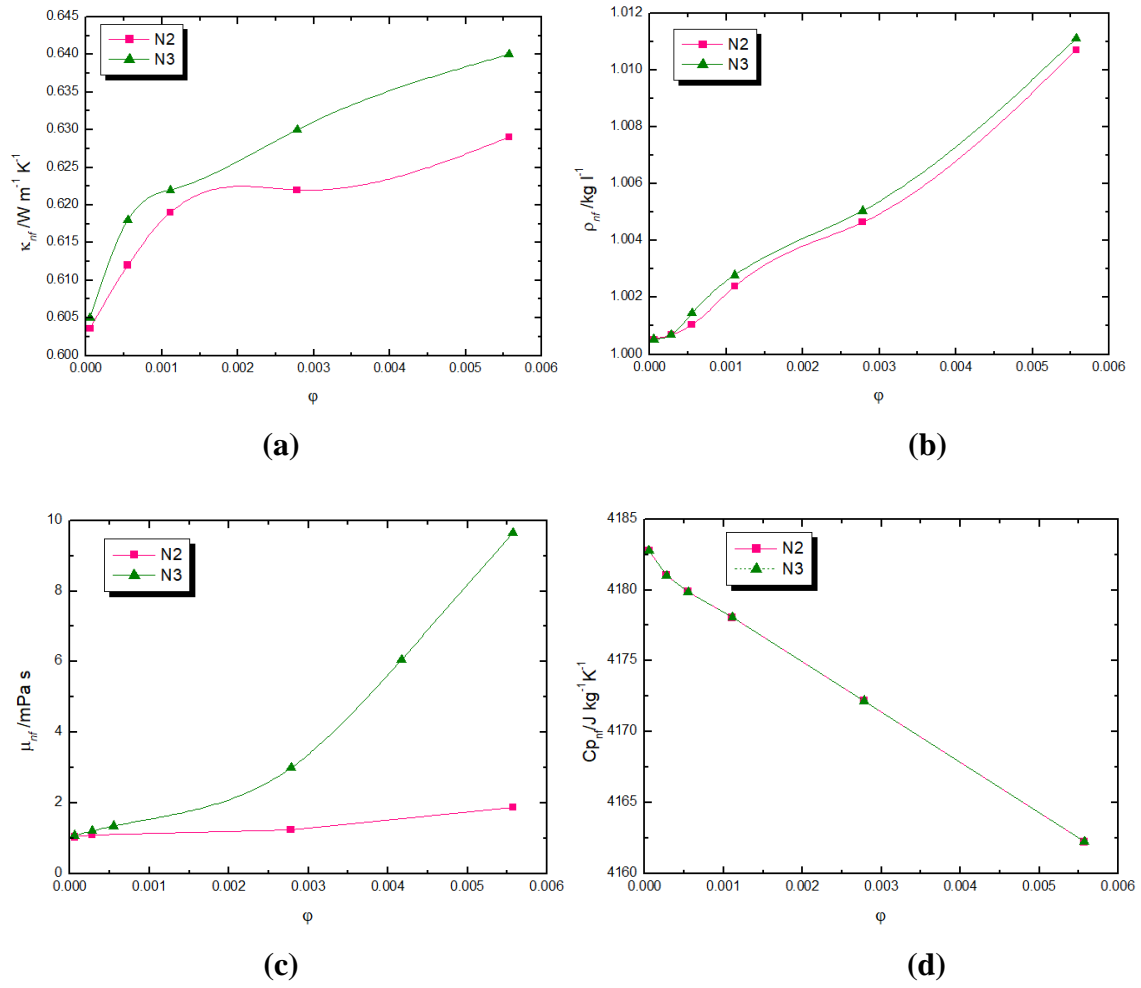 N2
N3
0.640
0.635
0.630
0.625
0.620
0.615
0.610
0.605
0.600
κnf /W m-1 K-1
0.000 0.001 0.002 0.003 0.004 0.005 0.006
φ
(a)
N2
N3
1.012
1.010
1.008
1.006
1.004
1.002
1.000
ρnf /kg l-1
0.000 0.001 0.002 0.003 0.004 0.005 0.006
φ
(b)
N2
N3
10
8
6
4
2
0
μnf /mPa s
0.000 0.001 0.002 0.003 0.004 0.005 0.006
φ
(c)
N2
N3
4185
4180
4175
4170
4165
4160
Cpnf/J kg-1K-1
0.000 0.001 0.002 0.003 0.004 0.005 0.006
φ
(d)